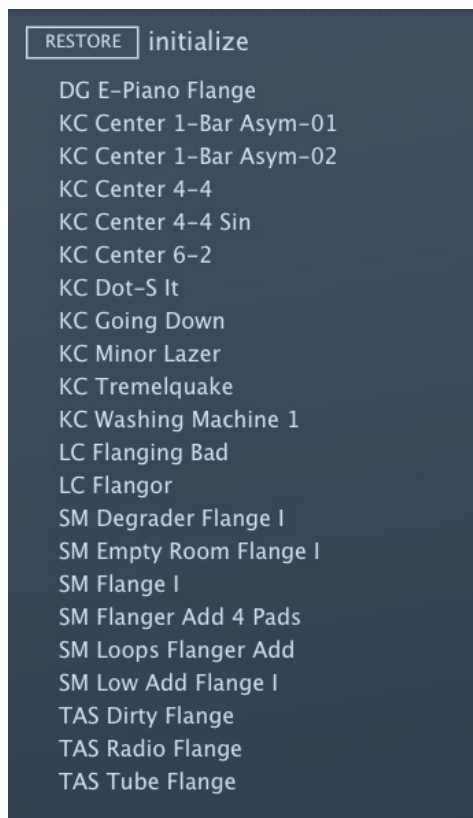 RESTORE initialize
DG E-Piano Flange
KC Center 1-Bar Asym-01
KC Center 1-Bar Asym-02
KC Center 4-4
KC Center 4-4 Sin
KC Center 6-2
KC Dot-S It
KC Going Down
KC Minor Lazer
KC Tremelquake
KC Washing Machine 1
LC Flanging Bad
LC Flangor
SM Degrader Flange I
SM Empty Room Flange I
SM Flange I
SM Flanger Add 4 Pads
SM Loops Flanger Add
SM Low Add Flange I
TAS Dirty Flange
TAS Radio Flange
TAS Tube Flange